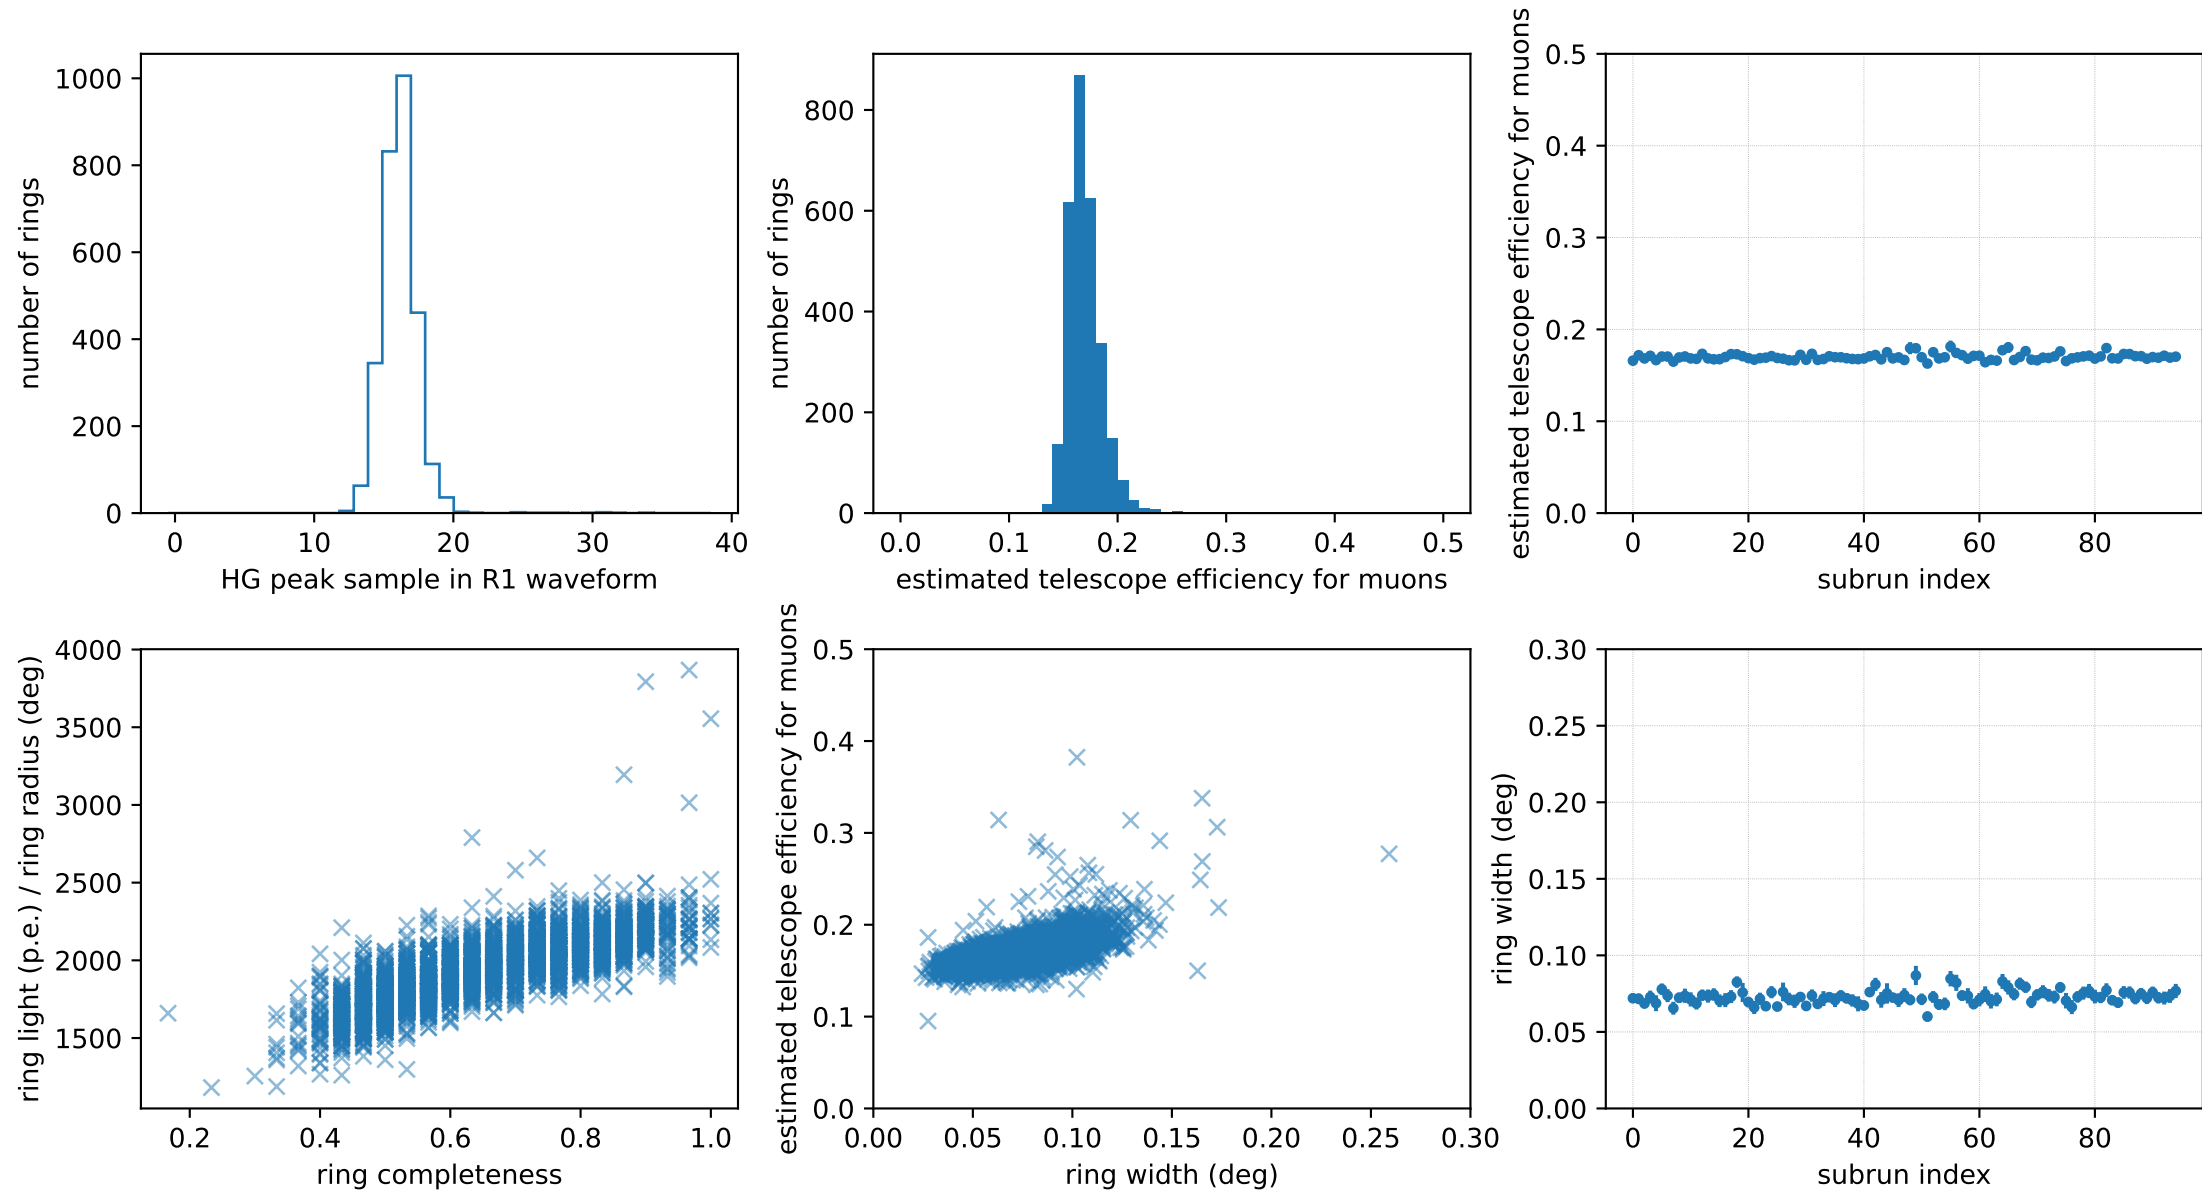 number of rings
1000
800
600
400
200
0
0 10 20 30 40
HG peak sample in R1 waveform
number of rings
800
600
400
200
0
0.0 0.1 0.2 0.3 0.4 0.5
estimated telescope efficiency for muons
estimated telescope efficiency for muons
0.5
0.4
0.3
0.2
0.1
0.0
0 20 40 60 80
subrun index
ring light (p.e.) / ring radius (deg)
4000
3500
3000
2500
2000
1500
0.2 0.4 0.6 0.8 1.0
ring completeness
estimated telescope efficiency for muons
0.5
0.4
0.3
0.2
0.1
0.0
0.00 0.05 0.10 0.15 0.20 0.25 0.30
ring width (deg)
ring width (deg)
0.30
0.25
0.20
0.15
0.10
0.05
0.00
0 20 40 60 80
subrun index